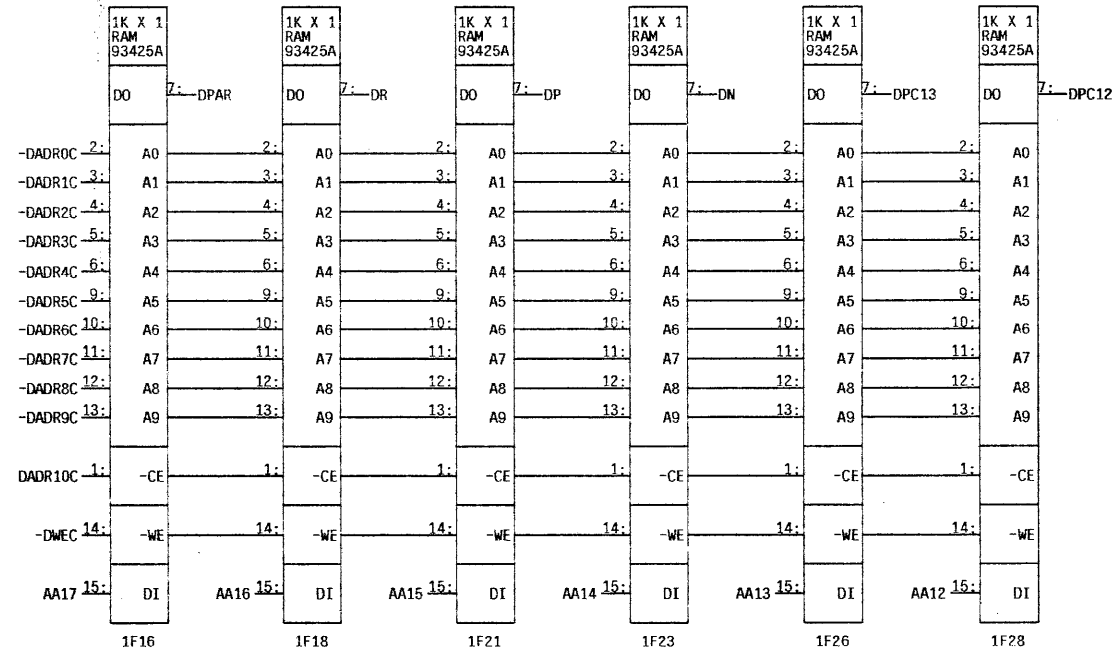 1K X 1 1K X 1 1K X 1 1K X 1 1K X 1 1K X 1
RAM RAM RAM RAM RAM RAM
93425A 93425A 93425A 93425A 93425A 93425A
DO 7: DPAR DO 7: DR DO 7: DP DO 7: DN DO 7: DPC13 DO 7: DPC12
-DADR0C 2: A0 2: A0 2: A0 2: A0 2: A0 2: A0
-DADR1C 3: A1 3: A1 3: A1 3: A1 3: A1 3: A1
-DADR2C 4: A2 4: A2 4: A2 4: A2 4: A2 4: A2
-DADR3C 5: A3 5: A3 5: A3 5: A3 5: A3 5: A3
-DADR4C 6: A4 6: A4 6: A4 6: A4 6: A4 6: A4
-DADR5C 9: A5 9: A5 9: A5 9: A5 9: A5 9: A5
-DADR6C 10: A6 10: A6 10: A6 10: A6 10: A6 10: A6
-DADR7C 11: A7 11: A7 11: A7 11: A7 11: A7 11: A7
-DADR8C 12: A8 12: A8 12: A8 12: A8 12: A8 12: A8
-DADR9C 13: A9 13: A9 13: A9 13: A9 13: A9 13: A9
DADR10C 1: -CE 1: -CE 1: -CE 1: -CE 1: -CE 1: -CE
-DWEC 14: -WE 14: -WE 14: -WE 14: -WE 14: -WE 14: -WE
AA17 15: DI AA16 15: DI AA15 15: DI AA14 15: DI AA13 15: DI AA12 15: DI
1F16 1F18 1F21 1F23 1F26 1F28